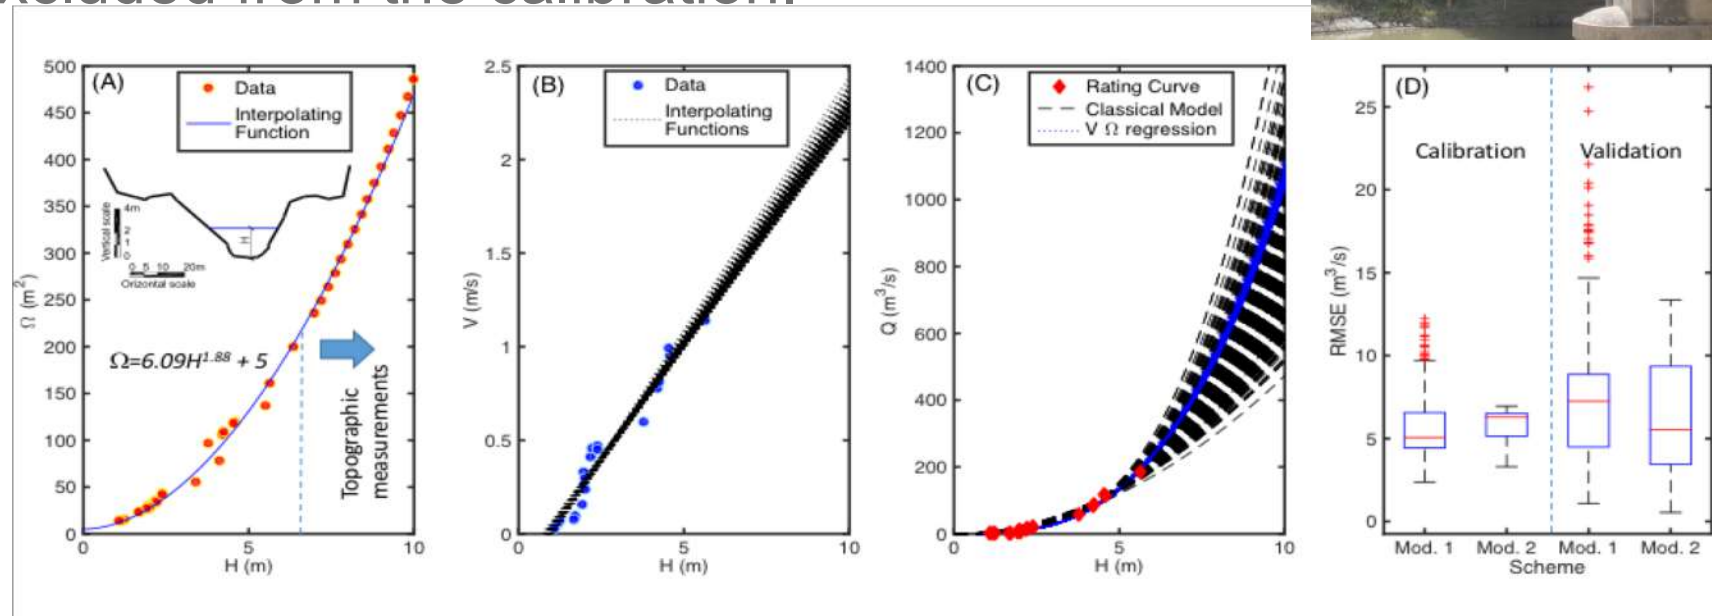 xcluded from the calibration.
(A)
Data
Interpolating
Function
500
450
400
350
300
250
200
150
100
50
0
Ω (m²)
Vertical scale
4m
2
1
0
H
0 5 10 20m
Orizontal scale
Ω=6.09H^1.88 + 5
Topographic
measurements
0 5 10
H (m)
(B)
Data
Interpolating
Functions
2.5
2
1.5
1
0.5
0
V (m/s)
0 5 10
H (m)
(C)
Rating Curve
Classical Model
V Ω regression
1400
1200
1000
800
600
400
200
0
Q (m³/s)
0 5 10
H (m)
(D)
Calibration
Validation
25
20
15
10
5
0
RMSE (m³/s)
Mod. 1 Mod. 2 Mod. 1 Mod. 2
Scheme